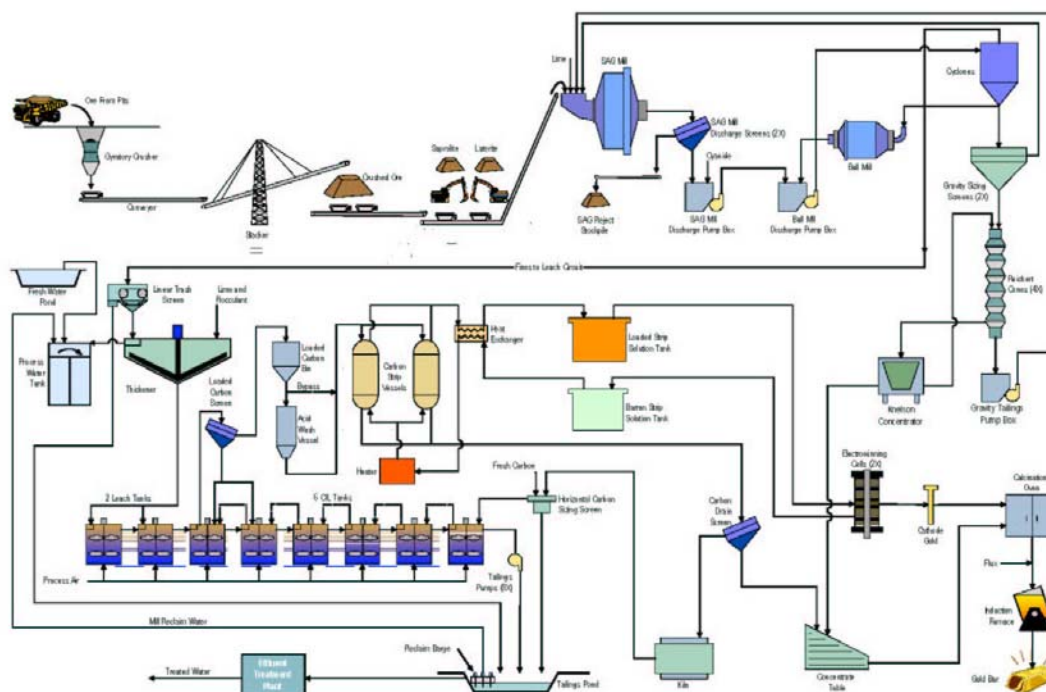 Ore From Pits
Gyratory Crusher
Conveyor
Stacker
Crushed Ore
Saprolite
Laterite
Lime
SAG Mill
SAG Mill
Discharge Screens (2X)
Cyanide
SAG Reject
Stockpile
SAG Mill
Discharge Pump Box
Ball Mill
Discharge Pump Box
Ball Mill
Cyclones
Gravity Sizing
Screens (2X)
Reichert
Cones (4X)
Knelson
Concentrator
Gravity Tailings
Pump Box
Fines to Leach Circuit
Fresh Water
Pond
Linear Trash
Screen
Lime and
Flocculant
Process
Water
Tank
Thickener
Loaded
Carbon
Screen
Loaded
Carbon
Bin
Bypass
Acid
Wash
Vessel
Carbon
Strip
Vessels
Heat
Exchanger
Heater
Loaded Strip
Solution Tank
Barren Strip
Solution Tank
Electrowinning
Cells (2X)
Calcination
Oven
Cathode
Gold
Flux
Induction
Furnace
Gold Bar
2 Leach Tanks
6 CIL Tanks
Fresh Carbon
Horizontal Carbon
Sizing Screen
Carbon
Drain
Screen
Process Air
Tailings
Mill Reclaim Water
Reclaim Barge
Treated Water
Effluent
Treatment
Plant
Tailings Pond
Kiln
Concentrate
Table